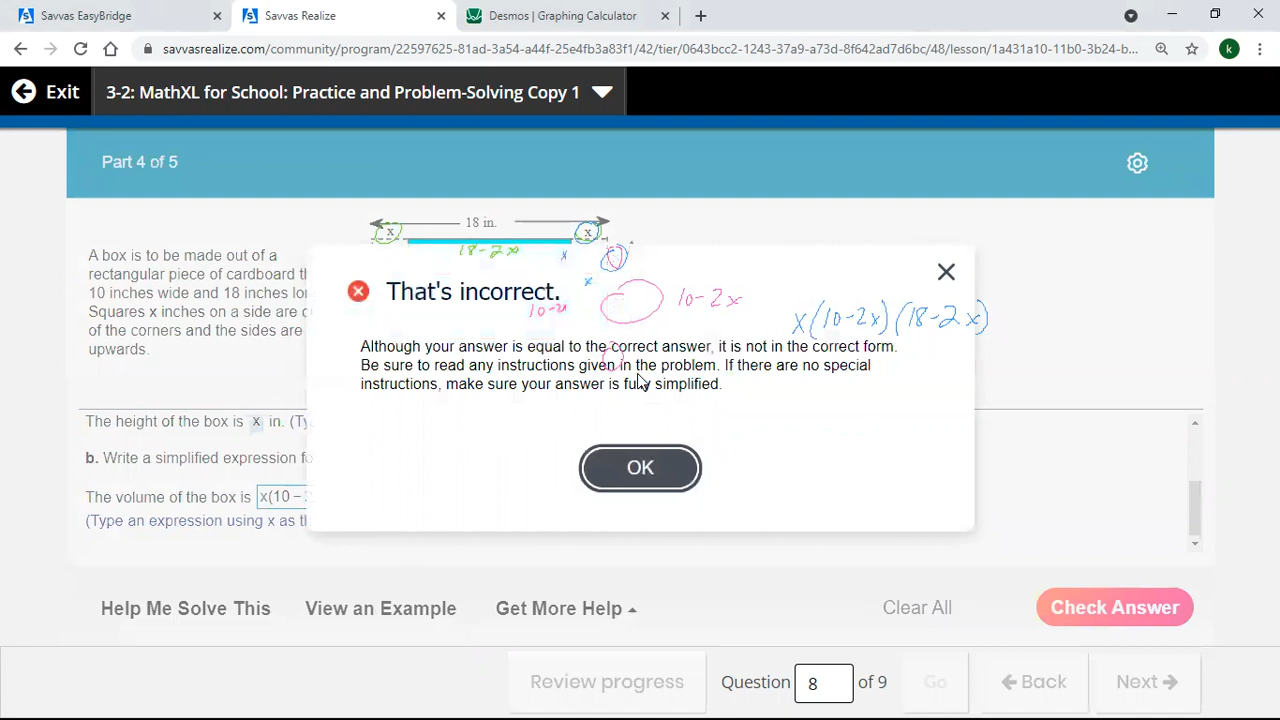 Savvas EasyBridge
Savvas Realize
Desmos | Graphing Calculator
savvasrealize.com/community/program/22597625-81ad-3a54-a44f-25e4fb3a83f1/42/tier/0643bcc2-1243-37a9-a73d-8f642ad7d6bc/48/lesson/1a431a10-11b0-3b24-b...
k
Exit
3-2: MathXL for School: Practice and Problem-Solving Copy 1
Part 4 of 5
18 in.
x x
18-2x x
x
10-2x
10-2x
x(10-2x)(18-2x)
A box is to be made out of a
rectangular piece of cardboard th
10 inches wide and 18 inches lon
Squares x inches on a side are c
of the corners and the sides are
upwards.
That's incorrect.
Although your answer is equal to the correct answer, it is not in the correct form.
Be sure to read any instructions given in the problem. If there are no special
instructions, make sure your answer is fully simplified.
OK
The height of the box is x in. (Ty
b. Write a simplified expression fo
The volume of the box is x(10 -
(Type an expression using x as th
Help Me Solve This
View an Example
Get More Help
Clear All
Check Answer
Review progress
Question 8 of 9
Go
Back
Next